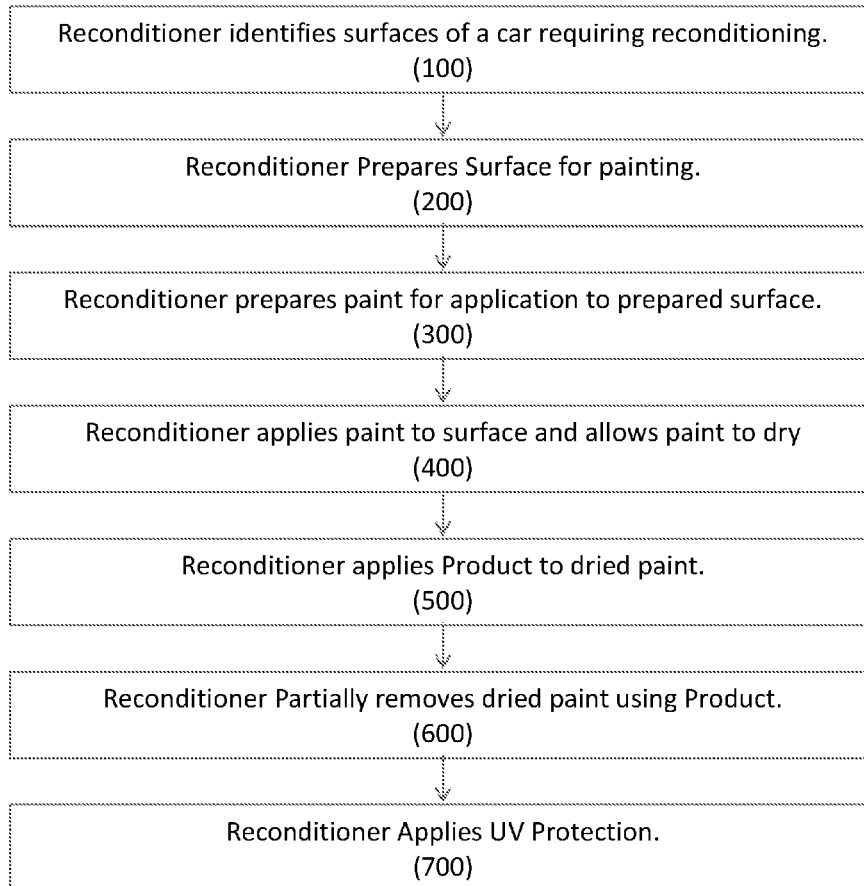 Reconditioner identifies surfaces of a car requiring reconditioning.
(100)
Reconditioner Prepares Surface for painting.
(200)
Reconditioner prepares paint for application to prepared surface.
(300)
Reconditioner applies paint to surface and allows paint to dry
(400)
Reconditioner applies Product to dried paint.
(500)
Reconditioner Partially removes dried paint using Product.
(600)
Reconditioner Applies UV Protection.
(700)